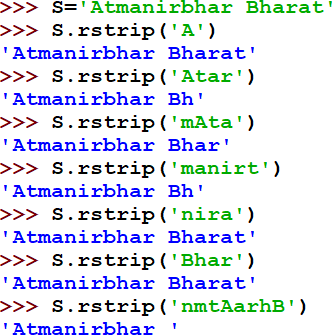 >>> S='Atmanirbhar Bharat'
>>> S.rstrip('A')
'Atmanirbhar Bharat'
>>> S.rstrip('Atar')
'Atmanirbhar Bh'
>>> S.rstrip('mAta')
'Atmanirbhar Bhar'
>>> S.rstrip('manirt')
'Atmanirbhar Bh'
>>> S.rstrip('nira')
'Atmanirbhar Bharat'
>>> S.rstrip('Bhar')
'Atmanirbhar Bharat'
>>> S.rstrip('nmtAarhB')
'Atmanirbhar '